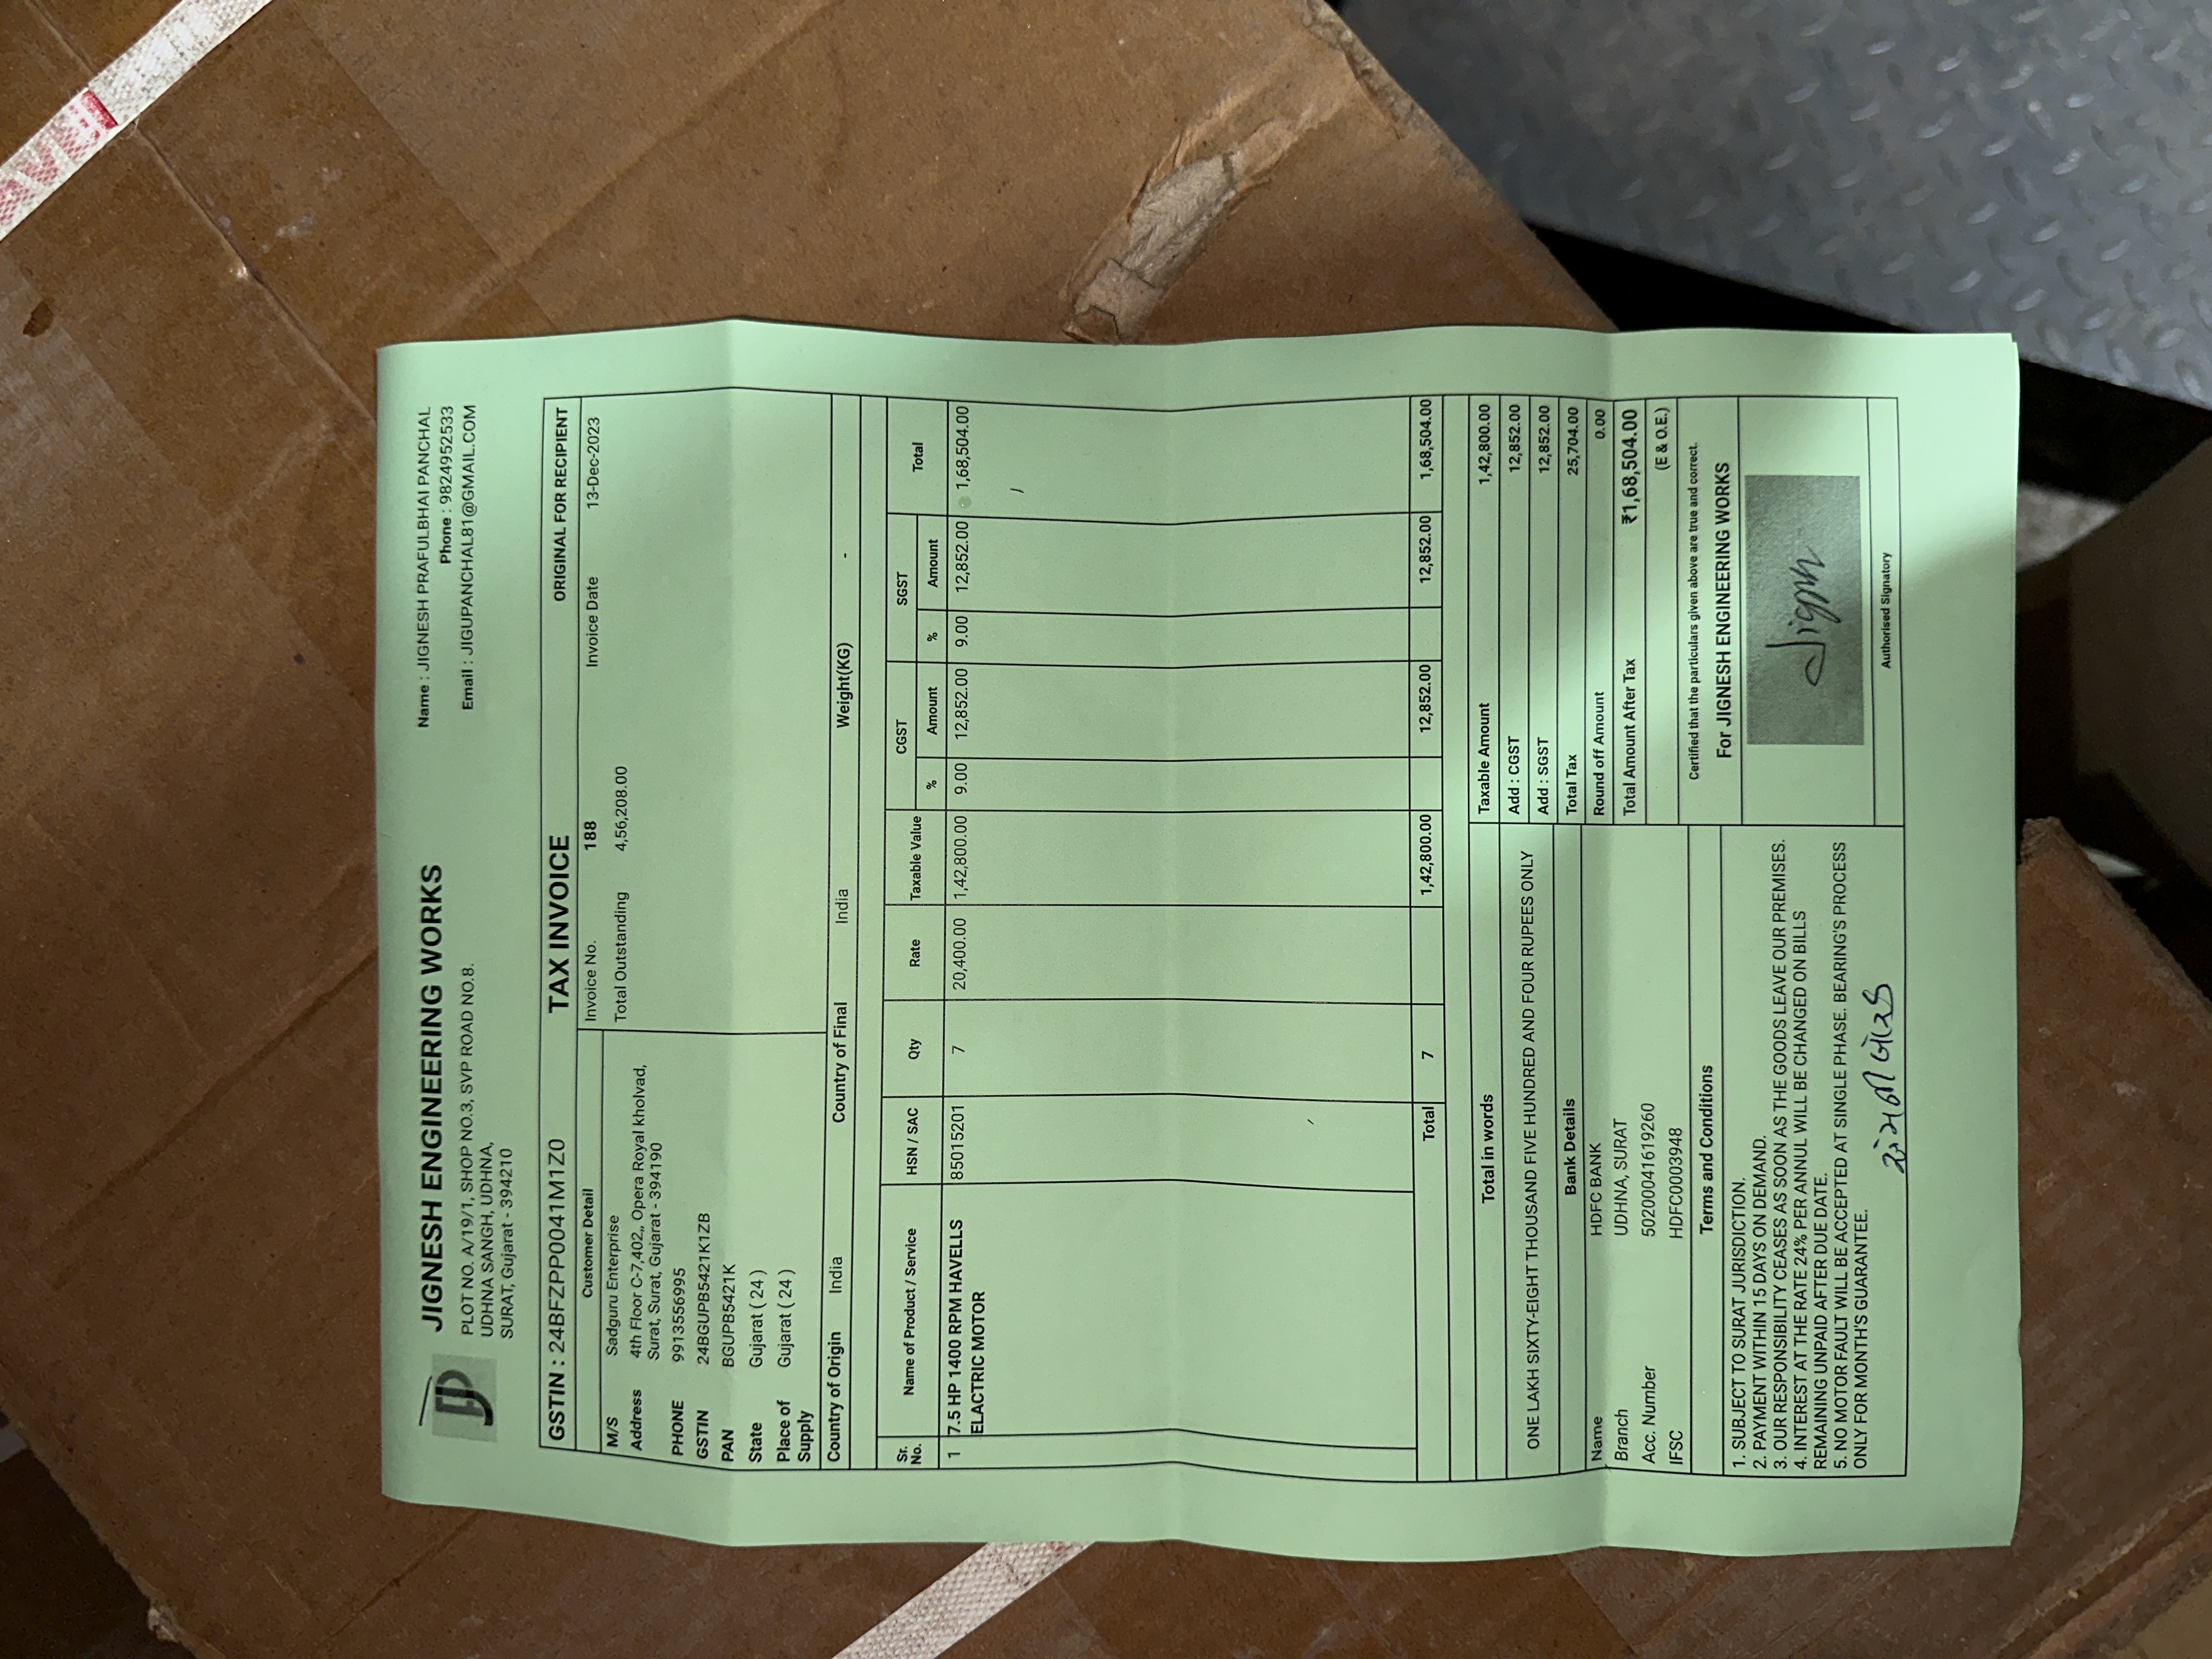 JIGNESH ENGINEERING WORKS
PLOT NO. A/19/1, SHOP NO.3, SVP ROAD NO.8.
UDHNA SANGH, UDHNA,
SURAT, Gujarat - 394210
Name : JIGNESH PRAFULBHAI PANCHAL
Phone : 9824952533
Email : JIGUPANCHAL81@GMAIL.COM
GSTIN : 24BFZPP0041M1Z0 TAX INVOICE ORIGINAL FOR RECIPIENT
Customer Detail
M/S Sadguru Enterprise
Address 4th Floor C-7,402,, Opera Royal kholvad,
Surat, Surat, Gujarat - 394190
PHONE 9913556995
GSTIN 24BGUPB5421K1ZB
PAN BGUPB5421K
State Gujarat ( 24 )
Place of Gujarat ( 24 )
Supply
Invoice No. 188 Invoice Date 13-Dec-2023
Total Outstanding 4,56,208.00
Country of Origin India Country of Final India Weight(KG) -
Sr. No. Name of Product / Service HSN / SAC Qty Rate Taxable Value CGST SGST Total
% Amount % Amount
1 7.5 HP 1400 RPM HAVELLS 85015201 7 20,400.00 1,42,800.00 9.00 12,852.00 9.00 12,852.00 1,68,504.00
ELACTRIC MOTOR
Total 7 1,42,800.00 12,852.00 12,852.00 1,68,504.00
Total in words
ONE LAKH SIXTY-EIGHT THOUSAND FIVE HUNDRED AND FOUR RUPEES ONLY
Bank Details
Name HDFC BANK
Branch UDHNA, SURAT
Acc. Number 50200041619260
IFSC HDFC0003948
Terms and Conditions
1. SUBJECT TO SURAT JURISDICTION.
2. PAYMENT WITHIN 15 DAYS ON DEMAND.
3. OUR RESPONSIBILITY CEASES AS SOON AS THE GOODS LEAVE OUR PREMISES.
4. INTEREST AT THE RATE 24% PER ANNUL WILL BE CHANGED ON BILLS
REMAINING UNPAID AFTER DUE DATE.
5. NO MOTOR FAULT WILL BE ACCEPTED AT SINGLE PHASE. BEARING'S PROCESS
ONLY FOR MONTH'S GUARANTEE.
Taxable Amount 1,42,800.00
Add : CGST 12,852.00
Add : SGST 12,852.00
Total Tax 25,704.00
Round off Amount 0.00
Total Amount After Tax ₹1,68,504.00
(E & O.E.)
Certified that the particulars given above are true and correct.
For JIGNESH ENGINEERING WORKS
Authorised Signatory